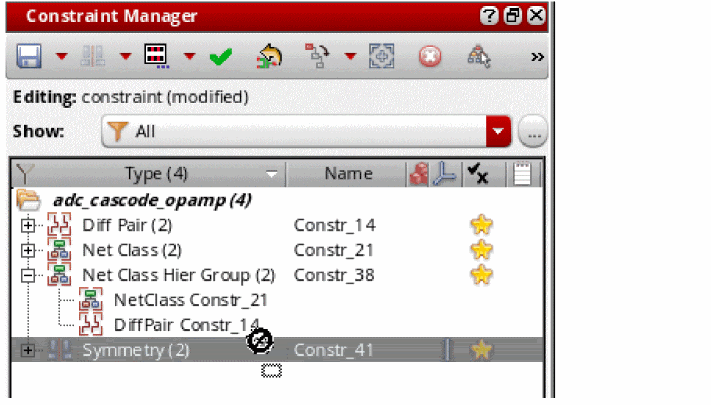 Constraint Manager
Editing: constraint (modified)
Show: All ...
Type (4) Name
adc_cascode_opamp (4)
Diff Pair (2) Constr_14
Net Class (2) Constr_21
Net Class Hier Group (2) Constr_38
NetClass Constr_21
DiffPair Constr_14
Symmetry (2) Constr_41